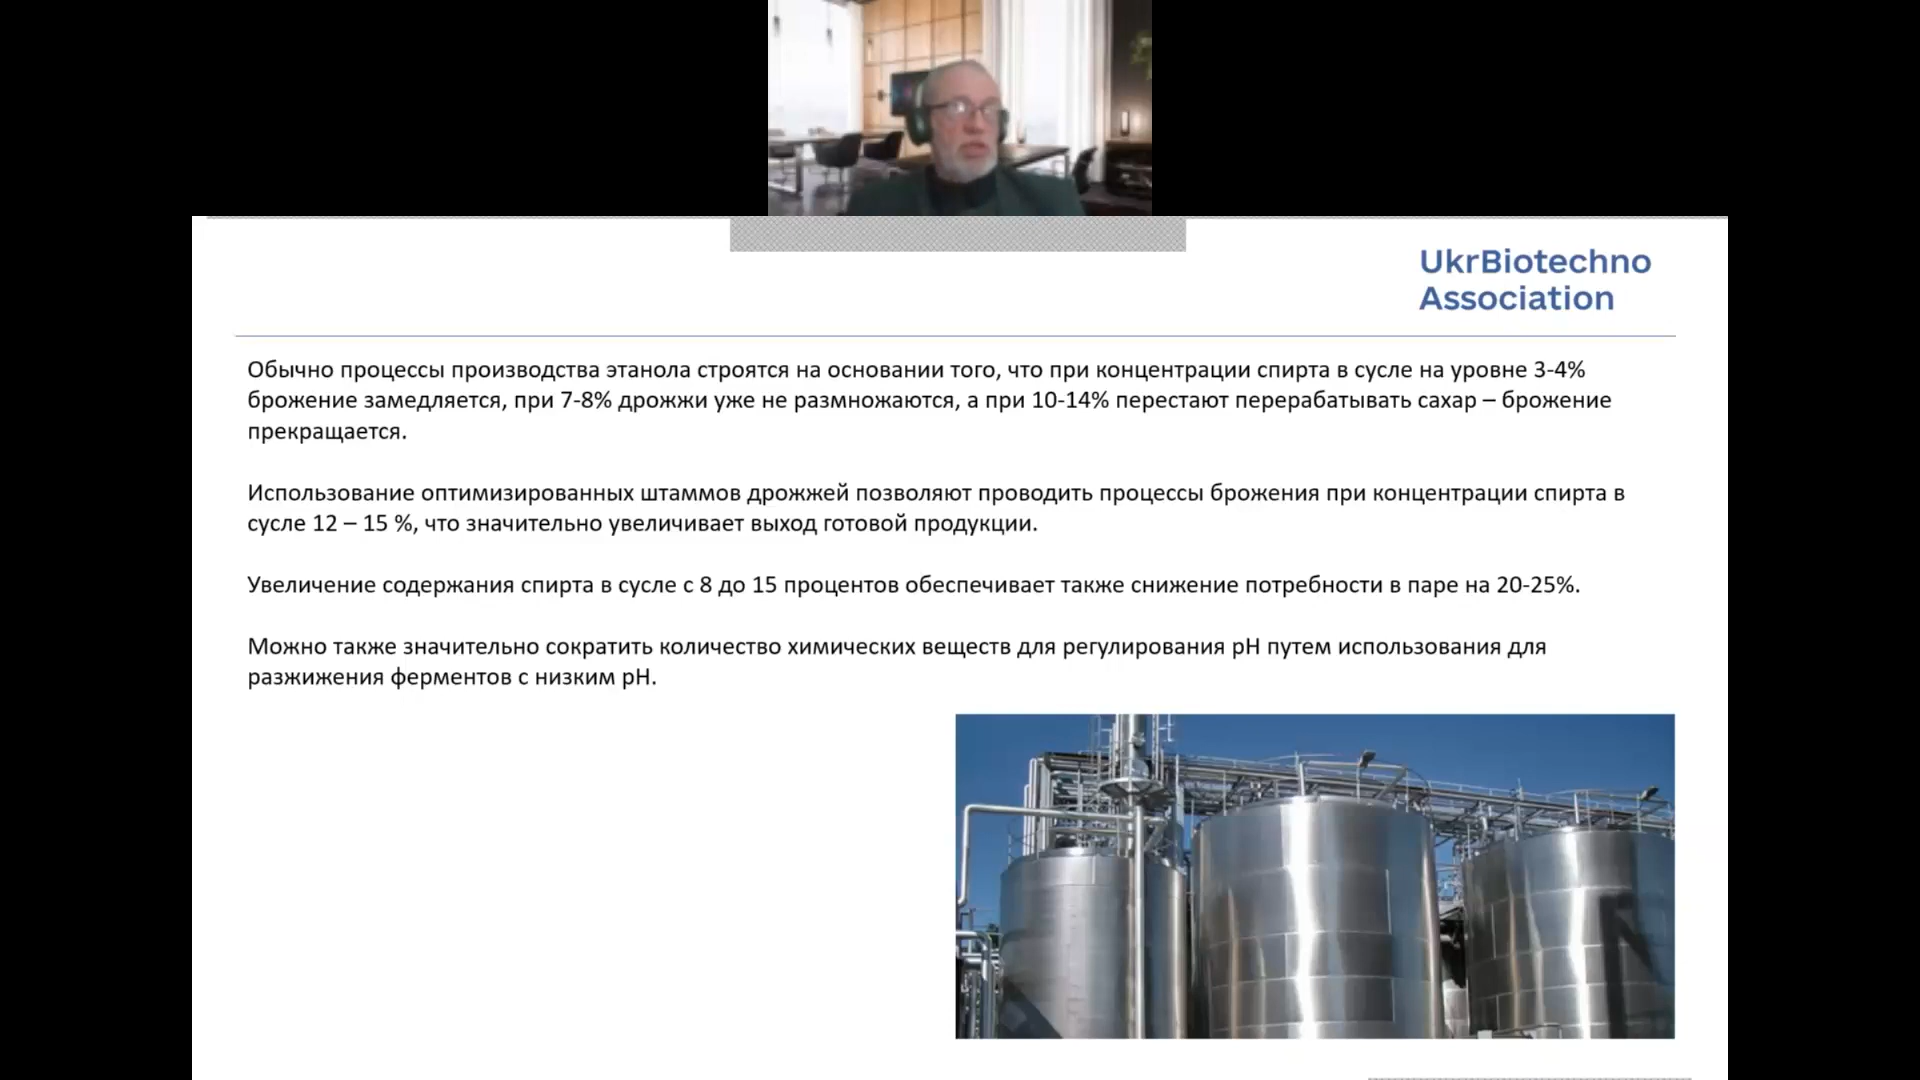 UkrBiotechno
Association
Обычно процессы производства этанола строятся на основании того, что при концентрации спирта в сусле на уровне 3-4%
брожение замедляется, при 7-8% дрожжи уже не размножаются, а при 10-14% перестают перерабатывать сахар – брожение
прекращается.
Использование оптимизированных штаммов дрожжей позволяют проводить процессы брожения при концентрации спирта в
сусле 12 – 15 %, что значительно увеличивает выход готовой продукции.
Увеличение содержания спирта в сусле с 8 до 15 процентов обеспечивает также снижение потребности в паре на 20-25%.
Можно также значительно сократить количество химических веществ для регулирования pH путем использования для
разжижения ферментов с низким pH.